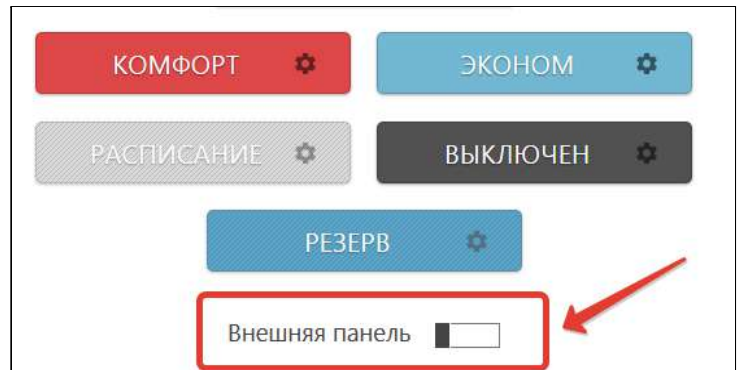 КОМФОРТ
ЭКОНОМ
РАСПИСАНИЕ
ВЫКЛЮЧЕН
РЕЗЕРВ
Внешняя панель